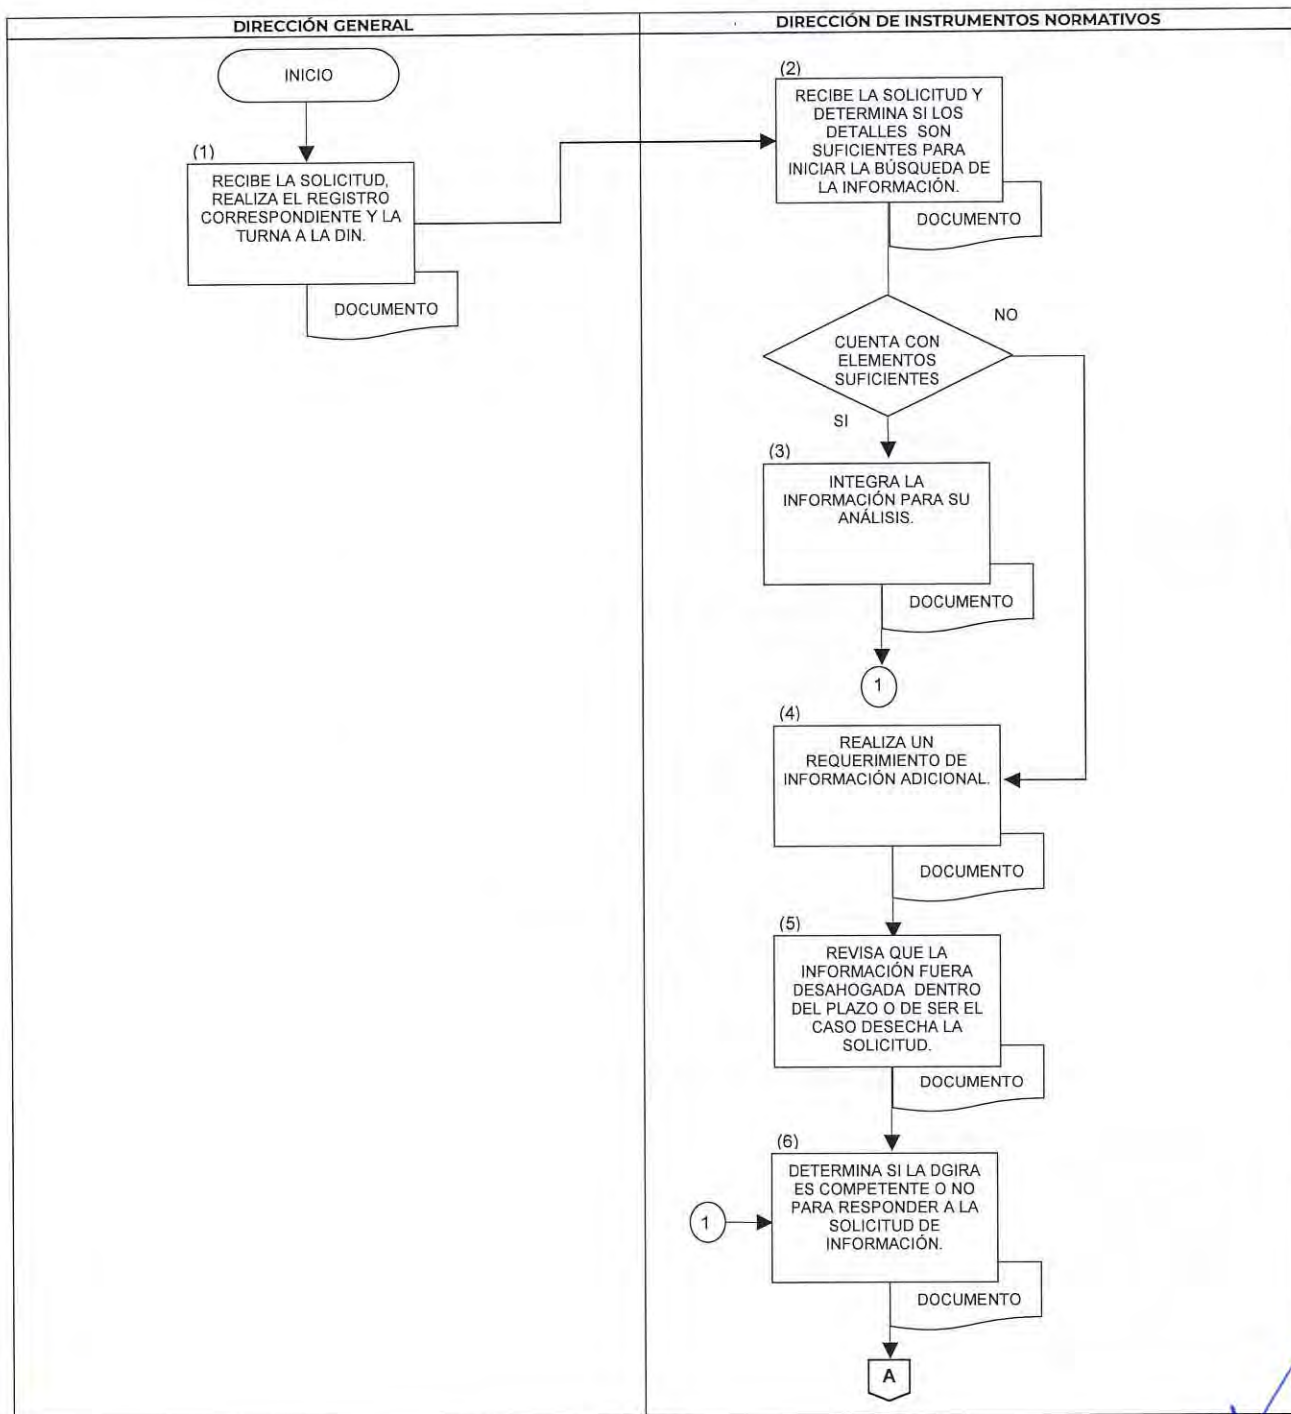 DIRECCIÓN GENERAL
DIRECCIÓN DE INSTRUMENTOS NORMATIVOS
INICIO
(1)
RECIBE LA SOLICITUD,
REALIZA EL REGISTRO
CORRESPONDIENTE Y LA
TURNA A LA DIN.
DOCUMENTO
(2)
RECIBE LA SOLICITUD Y
DETERMINA SI LOS
DETALLES SON
SUFICIENTES PARA
INICIAR LA BÚSQUEDA DE
LA INFORMACIÓN.
DOCUMENTO
CUENTA CON
ELEMENTOS
SUFICIENTES
NO
SI
(3)
INTEGRA LA
INFORMACIÓN PARA SU
ANÁLISIS.
DOCUMENTO
1
(4)
REALIZA UN
REQUERIMIENTO DE
INFORMACIÓN ADICIONAL.
DOCUMENTO
(5)
REVISA QUE LA
INFORMACIÓN FUERA
DESAHOGADA DENTRO
DEL PLAZO O DE SER EL
CASO DESECHA LA
SOLICITUD.
DOCUMENTO
(6)
DETERMINA SI LA DGIRA
ES COMPETENTE O NO
PARA RESPONDER A LA
SOLICITUD DE
INFORMACIÓN.
1
DOCUMENTO
A